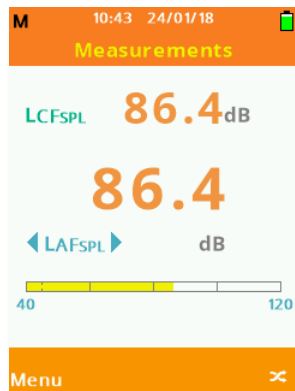 M 10:43 24/01/18
Measurements
LCFSPL 86.4dB
86.4
LAFSPL dB
40 120
Menu